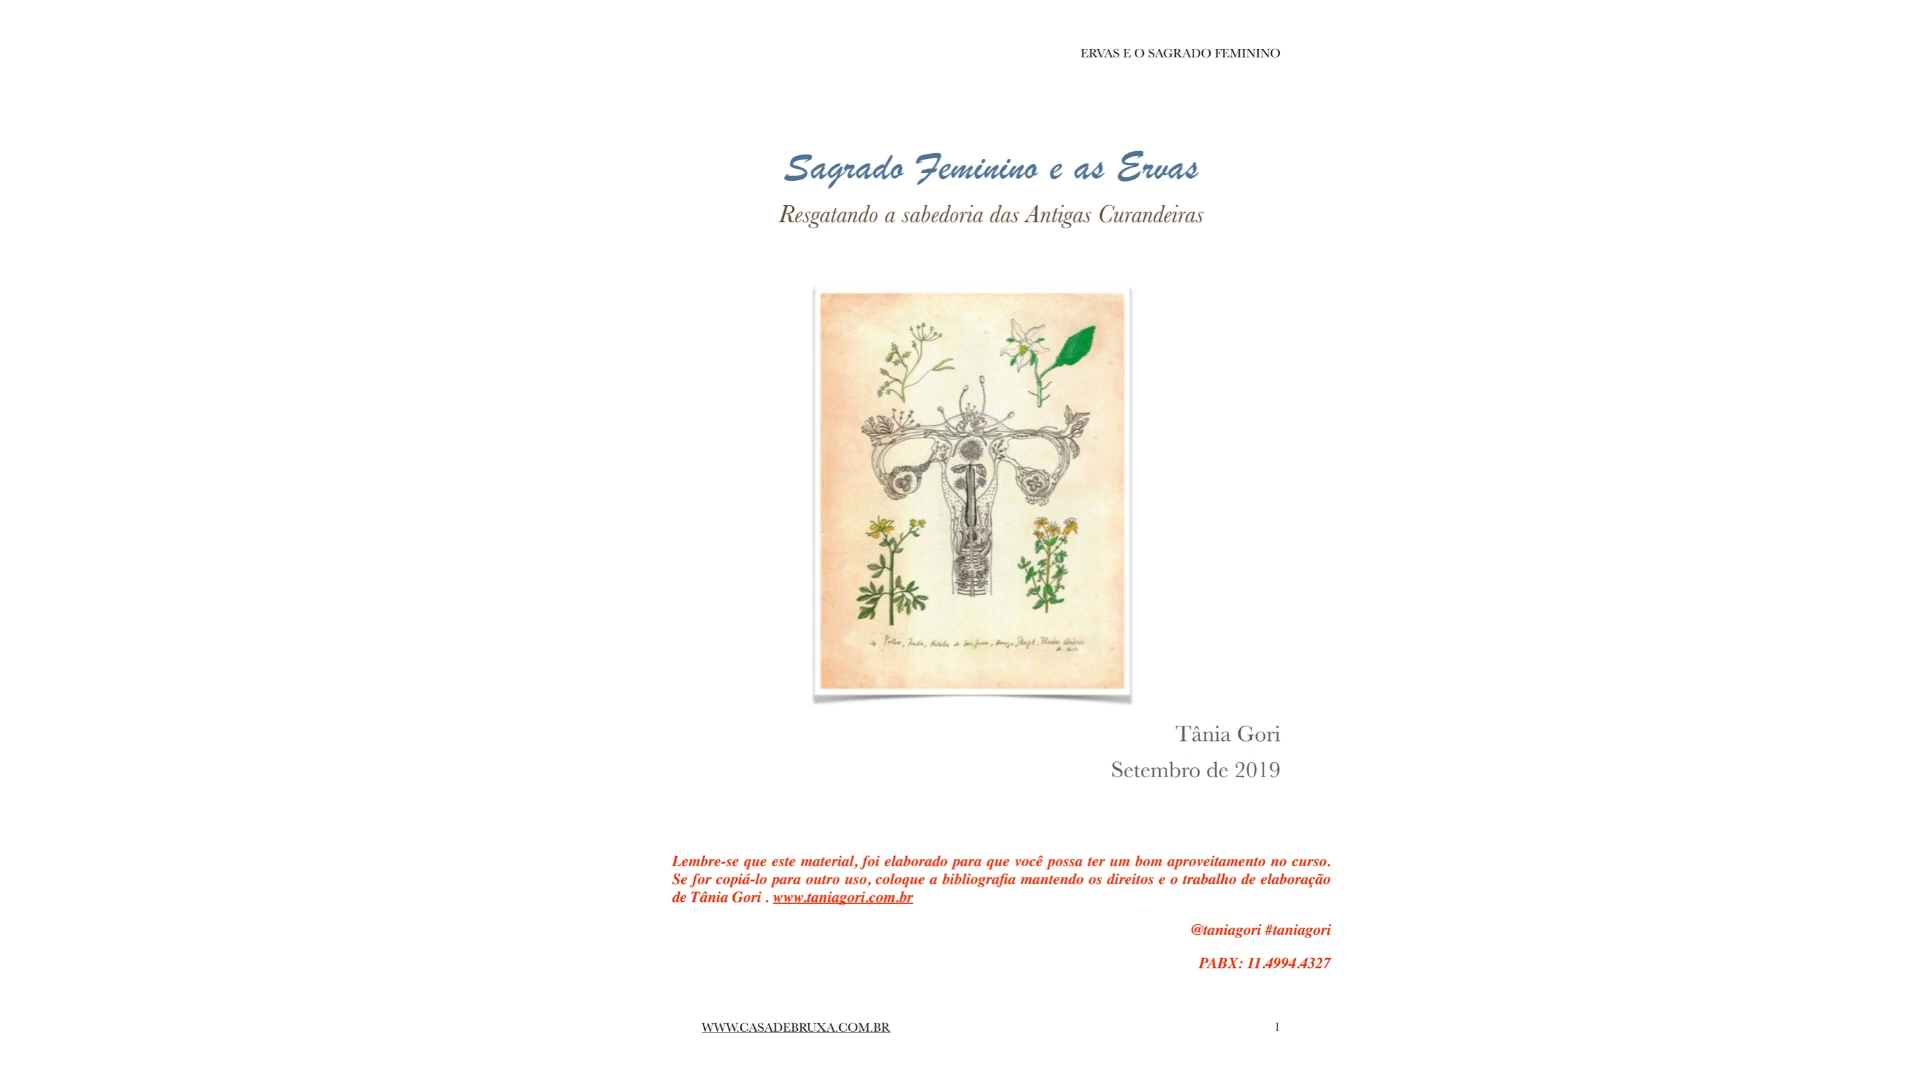 ERVAS E O SAGRADO FEMININO
Sagrado Feminino e as Ervas
Resgatando a sabedoria das Antigas Curandeiras
Tânia Gori
Setembro de 2019
Lembre-se que este material, foi elaborado para que você possa ter um bom aproveitamento no curso.
Se for copiá-lo para outro uso, coloque a bibliografia mantendo os direitos e o trabalho de elaboração
de Tânia Gori . www.taniagori.com.br
@taniagori #taniagori
PABX: 11.4994.4327
WWW.CASADEBRUXA.COM.BR 1